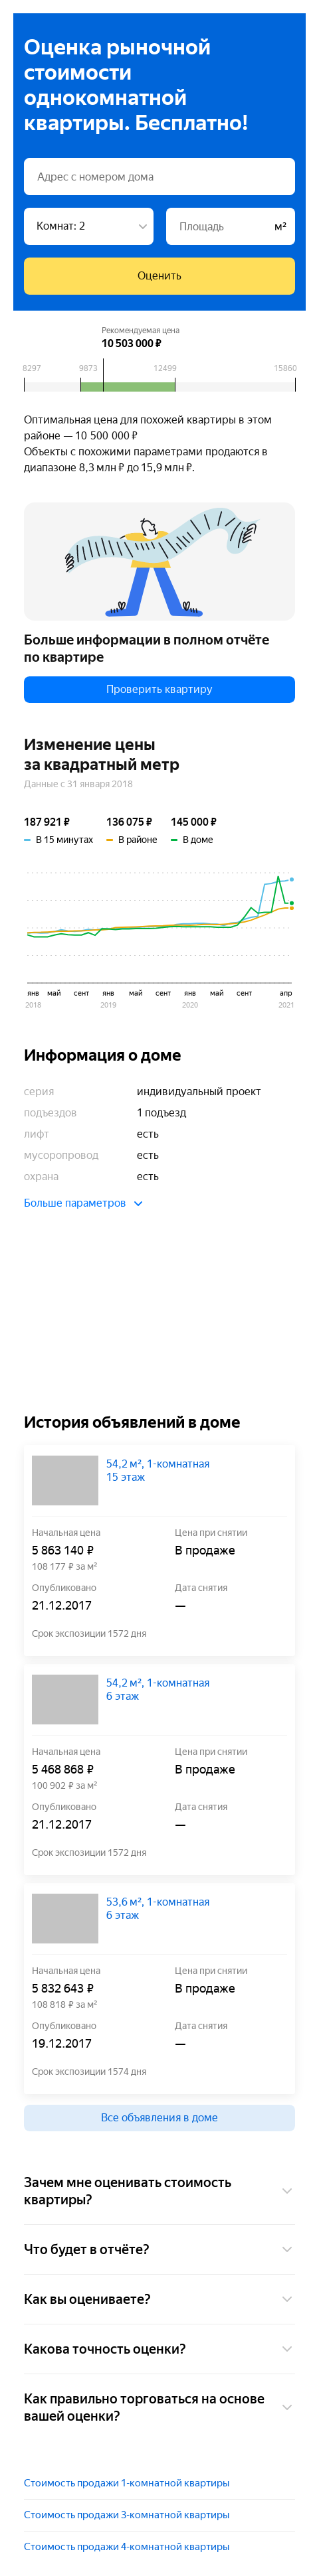 Оценка рыночной
стоимости
однокомнатной
квартиры. Бесплатно!
Адрес с номером дома
Комнат: 2
Площадь
м²
Оценить
Рекомендуемая цена
10 503 000 ₽
8297 9873 12499 15860
Оптимальная цена для похожей квартиры в этом
районе — 10 500 000 ₽
Объекты с похожими параметрами продаются в
диапазоне 8,3 млн ₽ до 15,9 млн ₽.
Больше информации в полном отчёте
по квартире
Проверить квартиру
Изменение цены
за квадратный метр
Данные с 31 января 2018
187 921 ₽ 136 075 ₽ 145 000 ₽
В 15 минутах В районе В доме
янв май сент янв май сент янв май сент апр
2018 2019 2020 2021
Информация о доме
серия индивидуальный проект
подъездов 1 подъезд
лифт есть
мусоропровод есть
охрана есть
Больше параметров
История объявлений в доме
54,2 м², 1-комнатная
15 этаж
Начальная цена Цена при снятии
5 863 140 ₽ В продаже
108 177 ₽ за м²
Опубликовано Дата снятия
21.12.2017 —
Срок экспозиции 1572 дня
54,2 м², 1-комнатная
6 этаж
Начальная цена Цена при снятии
5 468 868 ₽ В продаже
100 902 ₽ за м²
Опубликовано Дата снятия
21.12.2017 —
Срок экспозиции 1572 дня
53,6 м², 1-комнатная
6 этаж
Начальная цена Цена при снятии
5 832 643 ₽ В продаже
108 818 ₽ за м²
Опубликовано Дата снятия
19.12.2017 —
Срок экспозиции 1574 дня
Все объявления в доме
Зачем мне оценивать стоимость
квартиры?
Что будет в отчёте?
Как вы оцениваете?
Какова точность оценки?
Как правильно торговаться на основе
вашей оценки?
Стоимость продажи 1-комнатной квартиры
Стоимость продажи 3-комнатной квартиры
Стоимость продажи 4-комнатной квартиры